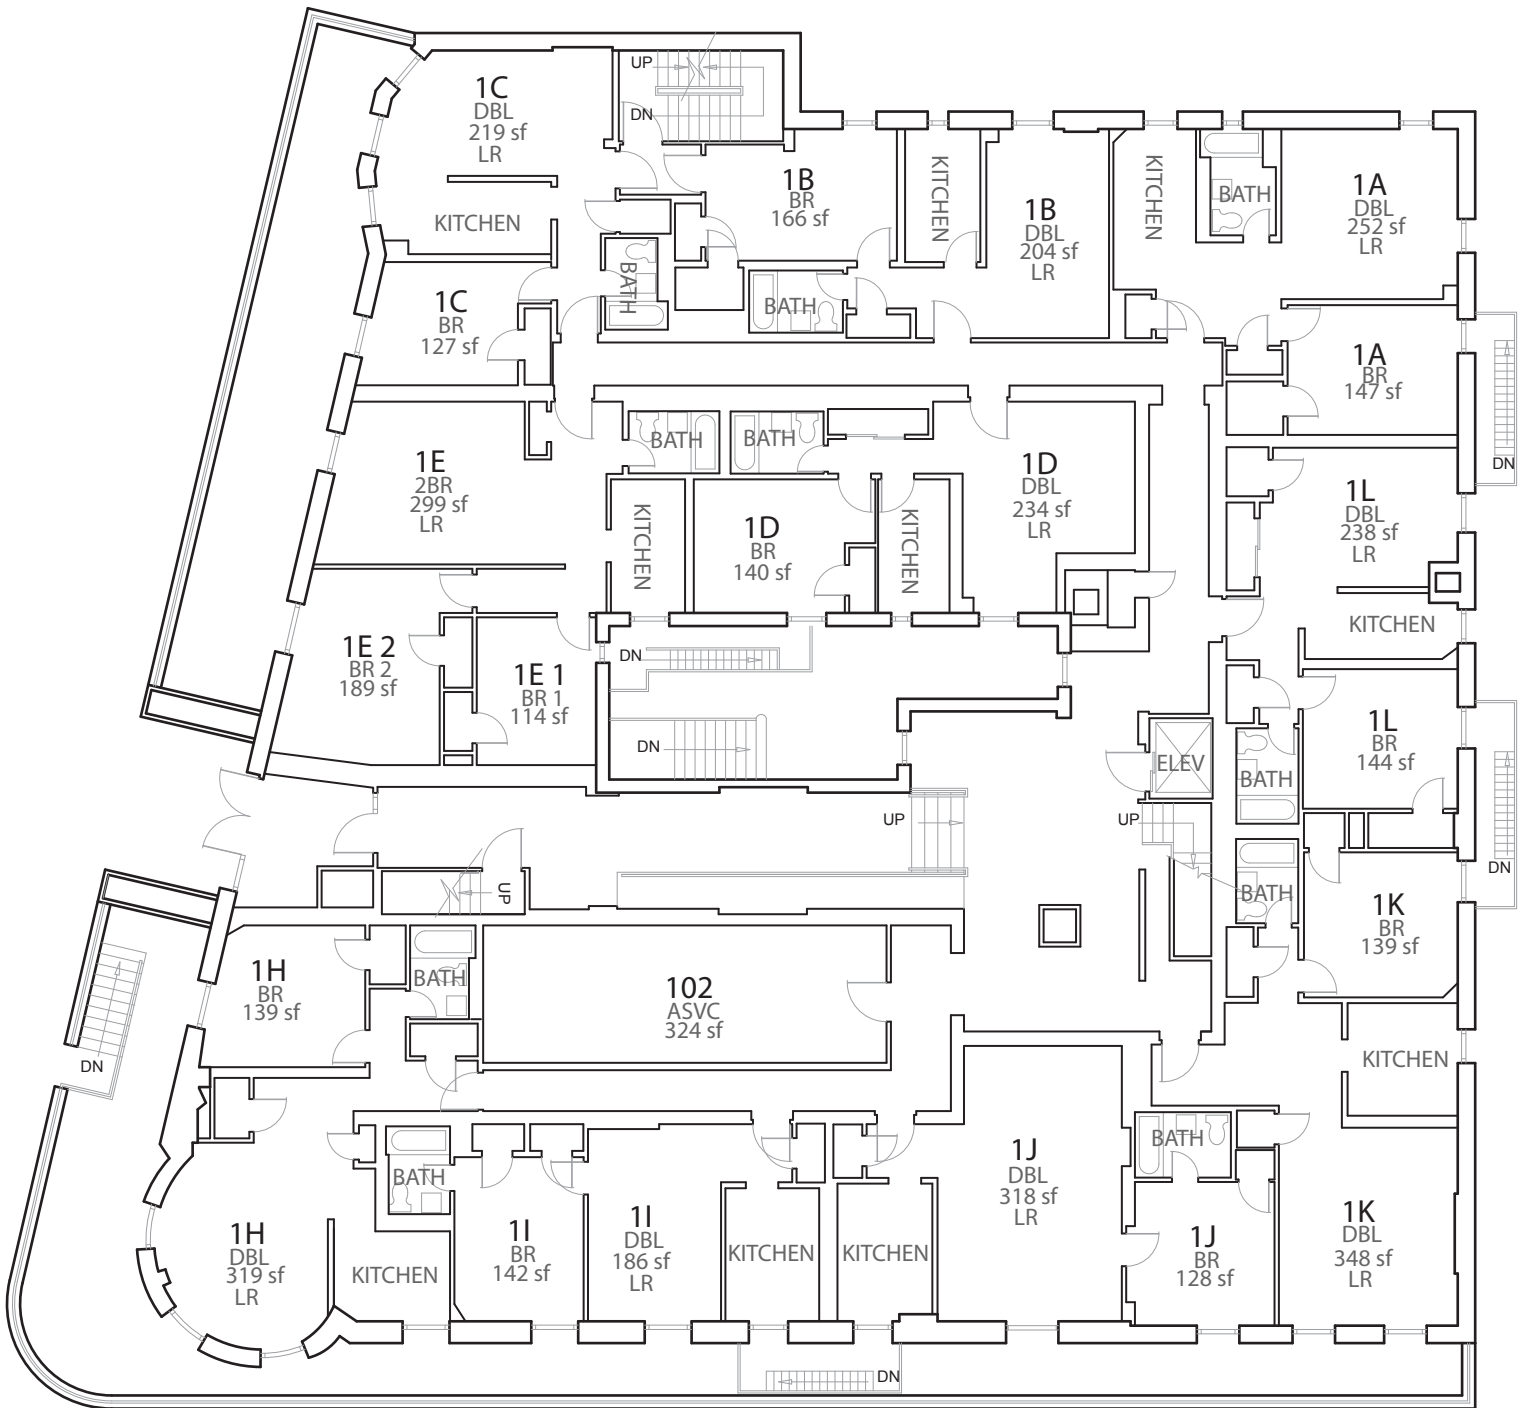 1C
DBL
219 sf
LR
UP
DN
KITCHEN
1B
BR
166 sf
KITCHEN
1B
DBL
204 sf
LR
KITCHEN
BATH
1A
DBL
252 sf
LR
BATH
BATH
1C
BR
127 sf
1A
BR
147 sf
DN
1E
2BR
299 sf
LR
BATH
BATH
KITCHEN
1D
BR
140 sf
KITCHEN
1D
DBL
234 sf
LR
1L
DBL
238 sf
LR
KITCHEN
1E 2
BR 2
189 sf
1E 1
BR 1
114 sf
DN
DN
ELEV
BATH
1L
BR
144 sf
UP
UP
UP
BATH
DN
1K
BR
139 sf
1H
BR
139 sf
BATH
102
ASVC
324 sf
DN
KITCHEN
1H
DBL
319 sf
LR
BATH
KITCHEN
1I
BR
142 sf
1I
DBL
186 sf
LR
KITCHEN
KITCHEN
1J
DBL
318 sf
LR
BATH
1J
BR
128 sf
1K
DBL
348 sf
LR
DN